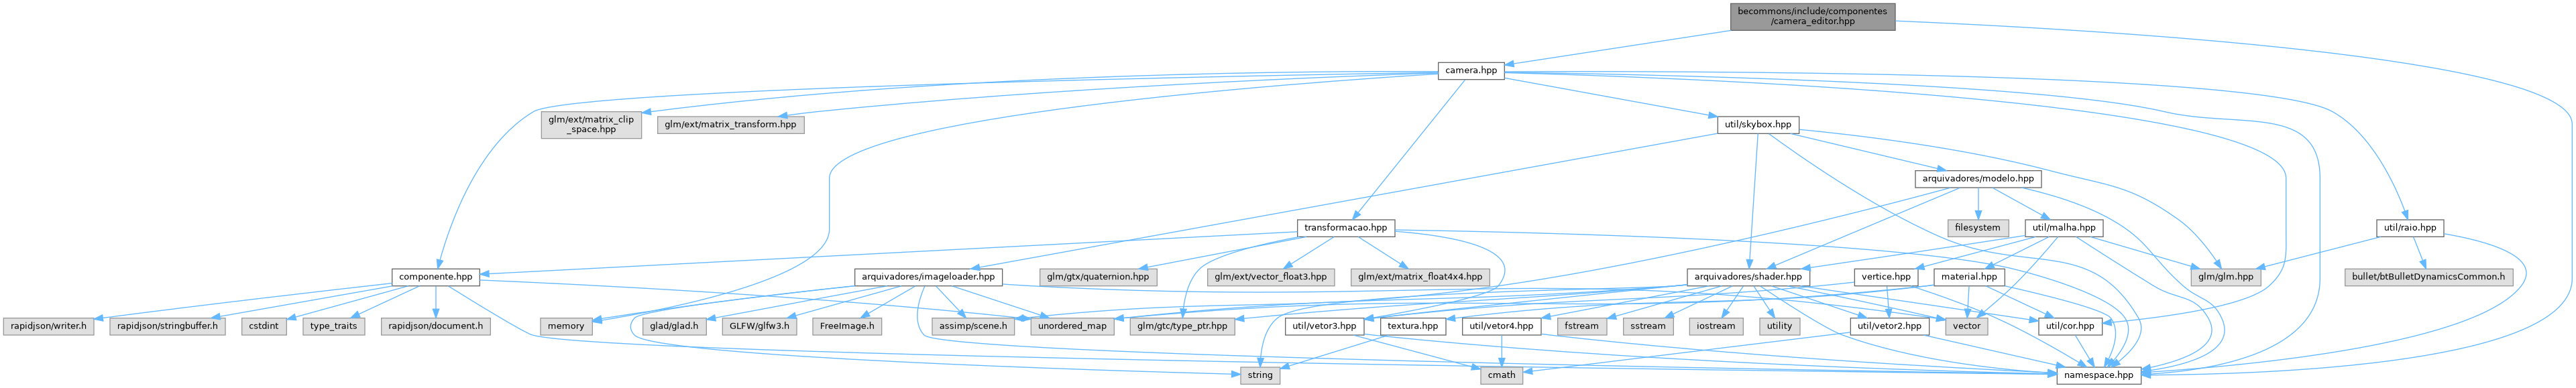 becommons/include/componentes
/camera_editor.hpp
camera.hpp
glm/ext/matrix_clip
_space.hpp
glm/ext/matrix_transform.hpp
util/skybox.hpp
arquivadores/modelo.hpp
transformacao.hpp
filesystem
util/malha.hpp
util/raio.hpp
componente.hpp
arquivadores/imageloader.hpp
glm/gtx/quaternion.hpp
glm/ext/vector_float3.hpp
glm/ext/matrix_float4x4.hpp
arquivadores/shader.hpp
vertice.hpp
material.hpp
glm/glm.hpp
bullet/btBulletDynamicsCommon.h
rapidjson/writer.h
rapidjson/stringbuffer.h
cstdint
type_traits
rapidjson/document.h
memory
glad/glad.h
GLFW/glfw3.h
FreeImage.h
assimp/scene.h
unordered_map
glm/gtc/type_ptr.hpp
util/vetor3.hpp
textura.hpp
util/vetor4.hpp
fstream
sstream
iostream
utility
util/vetor2.hpp
vector
util/cor.hpp
string
cmath
namespace.hpp